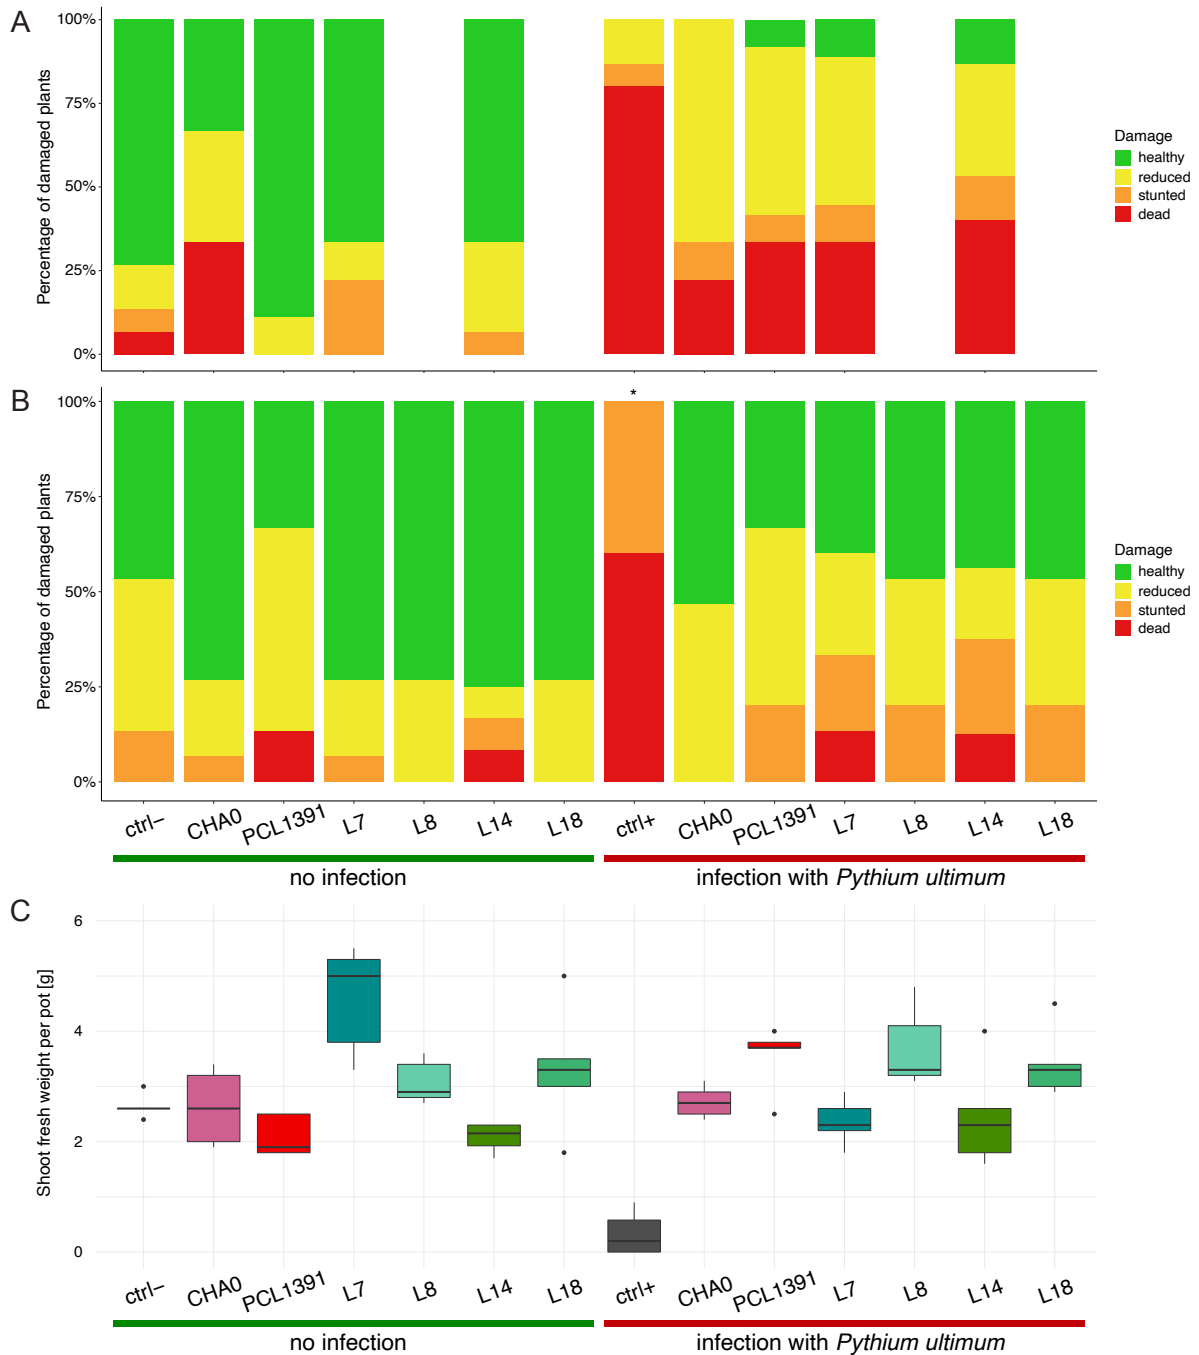 A
Percentage of damaged plants
100%
75%
50%
25%
0%
Damage
healthy
reduced
stunted
dead
B
Percentage of damaged plants
100%
75%
50%
25%
0%
*
Damage
healthy
reduced
stunted
dead
ctrl− CHA0 PCL1391 L7 L8 L14 L18 ctrl+ CHA0 PCL1391 L7 L8 L14 L18
no infection infection with Pythium ultimum
C
Shoot fresh weight per pot [g]
6
4
2
0
ctrl− CHA0 PCL1391 L7 L8 L14 L18 ctrl+ CHA0 PCL1391 L7 L8 L14 L18
no infection infection with Pythium ultimum